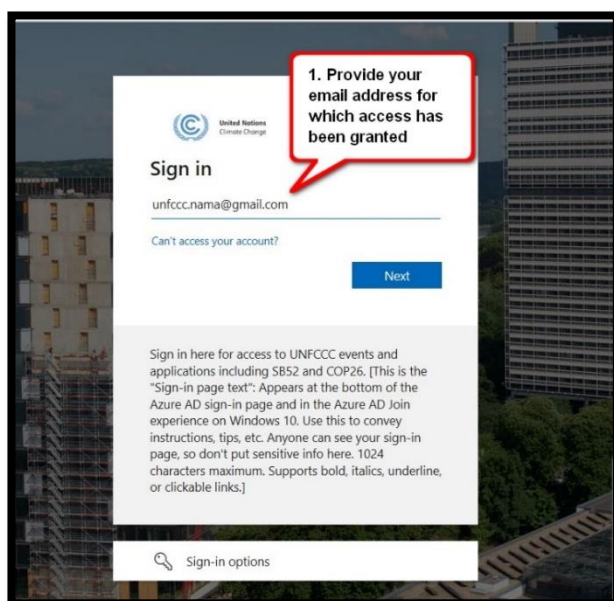 1. Provide your
email address for
which access has
been granted
United Nations
Climate Change
Sign in
unfccc.nama@gmail.com
Can't access your account?
Next
Sign in here for access to UNFCCC events and
applications including SB52 and COP26. [This is the
"Sign-in page text": Appears at the bottom of the
Azure AD sign-in page and in the Azure AD Join
experience on Windows 10. Use this to convey
instructions, tips, etc. Anyone can see your sign-in
page, so don't put sensitive info here. 1024
characters maximum. Supports bold, italics, underline,
or clickable links.]
Sign-in options